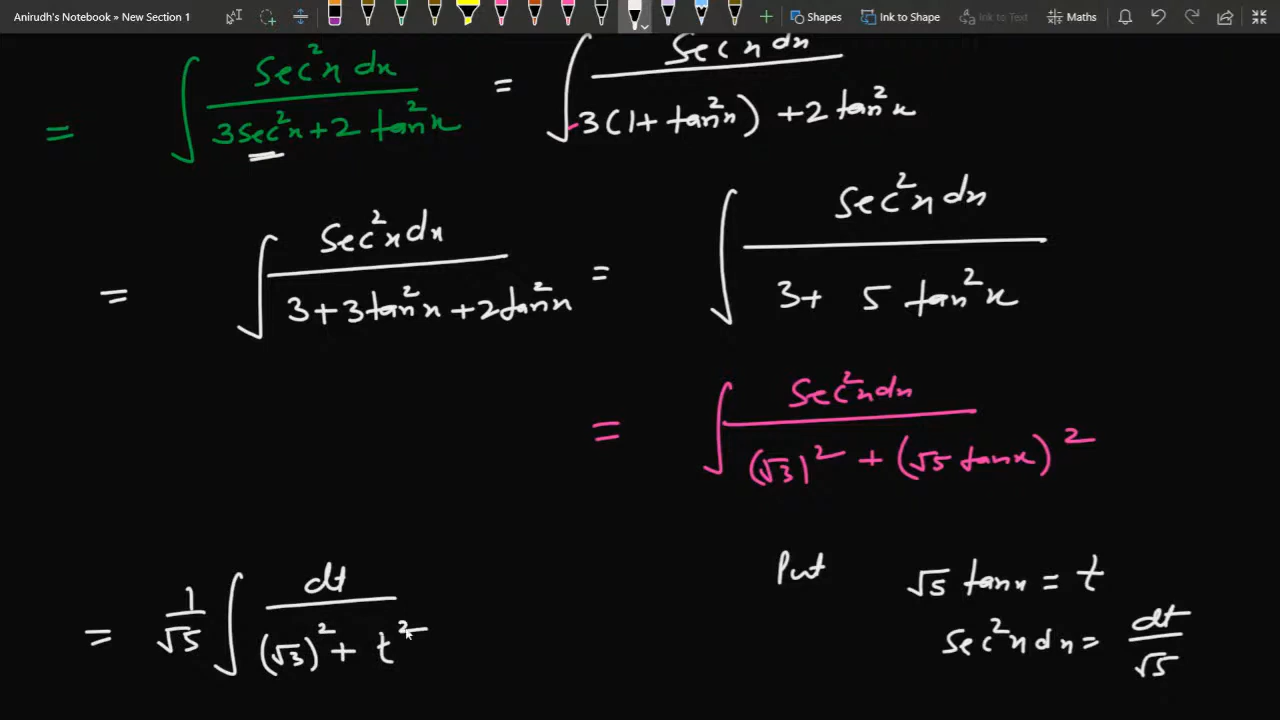 Anirudh's Notebook » New Section 1 Shapes Ink to Shape Ink to Text Maths
= ∫ sec²x dx / (3sec²x + 2 tan²x) = ∫ sec x dx / (3(1 + tan²x) + 2 tan²x)
= ∫ sec²x dx / (3 + 3tan²x + 2tan²x) = ∫ sec²x dx / (3 + 5 tan²x)
= ∫ sec²x dx / ((√3)² + (√5 tanx)²)
Put √5 tanx = t
sec²x dx = dt/√5
= 1/√5 ∫ dt / ((√3)² + t²)